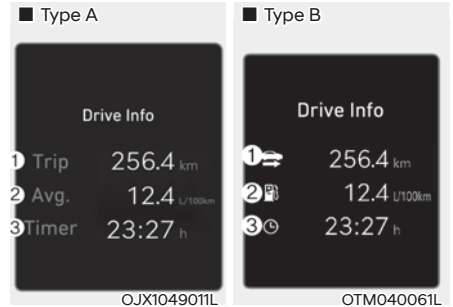 ■ Type A
Drive Info
1 Trip 256.4 km
2 Avg. 12.4 L/100km
3 Timer 23:27 h
OJX1049011L
■ Type B
Drive Info
1 256.4 km
2 12.4 L/100km
3 23:27 h
OTM040061L